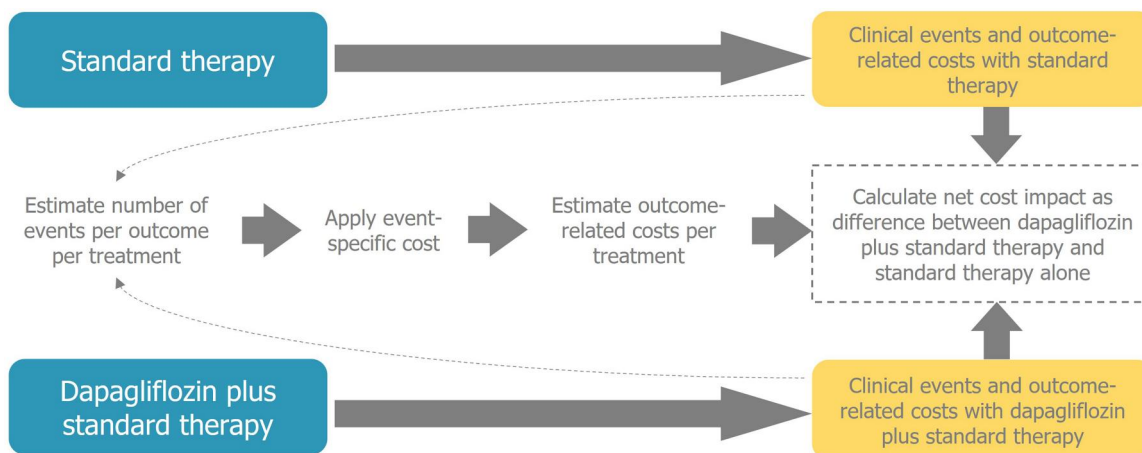 Standard therapy
Clinical events and outcome-
related costs with standard
therapy
Estimate number of
events per outcome
per treatment
Apply event-
specific cost
Estimate outcome-
related costs per
treatment
Calculate net cost impact as
difference between dapagliflozin
plus standard therapy and
standard therapy alone
Dapagliflozin plus
standard therapy
Clinical events and outcome-
related costs with dapagliflozin
plus standard therapy